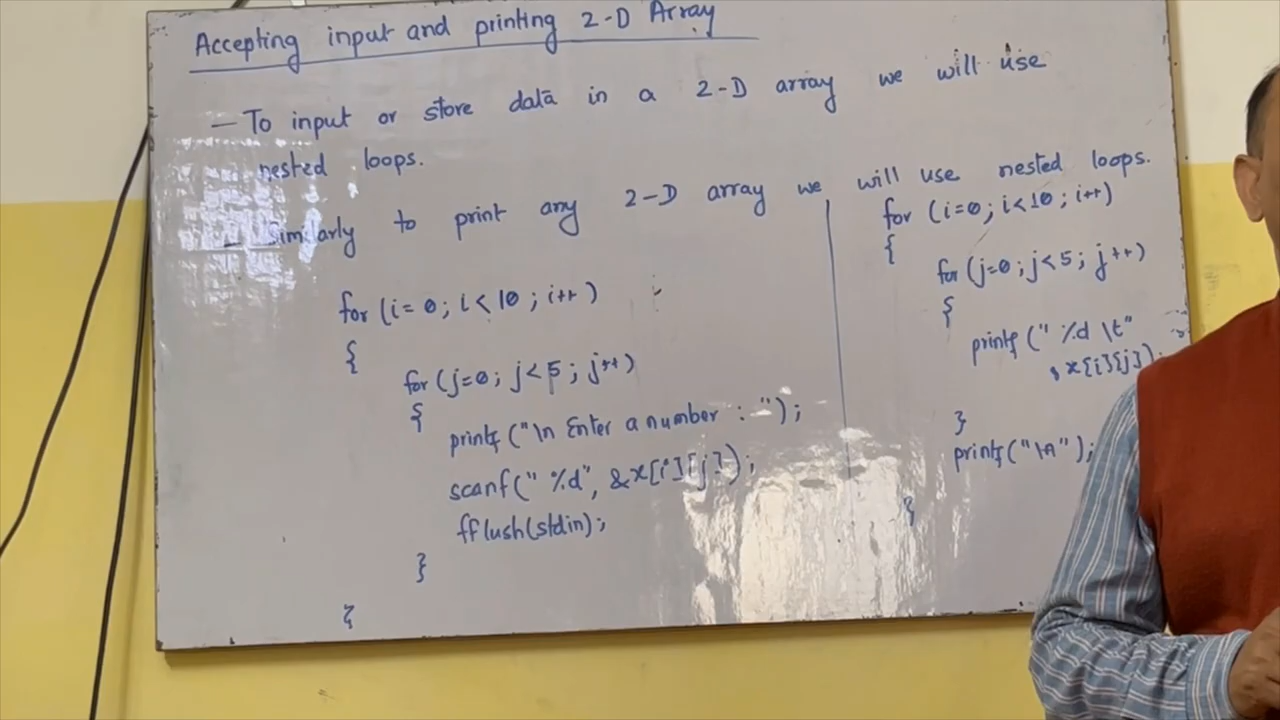 Accepting input and printing 2-D Array
— To input or store data in a 2-D array we will use
nested loops.
— Similarly to print any 2-D array we will use nested loops.
for (i=0; i<10; i++)
{
for (j=0; j<5; j++)
{
printf ("\n Enter a number : ");
scanf(" %d", &x[i][j]);
fflush(stdin);
}
}
for (i=0; i<10; i++)
{
for (j=0; j<5; j++)
{
printf (" %d \t"
, x[i][j]);
}
printf("\n");
}